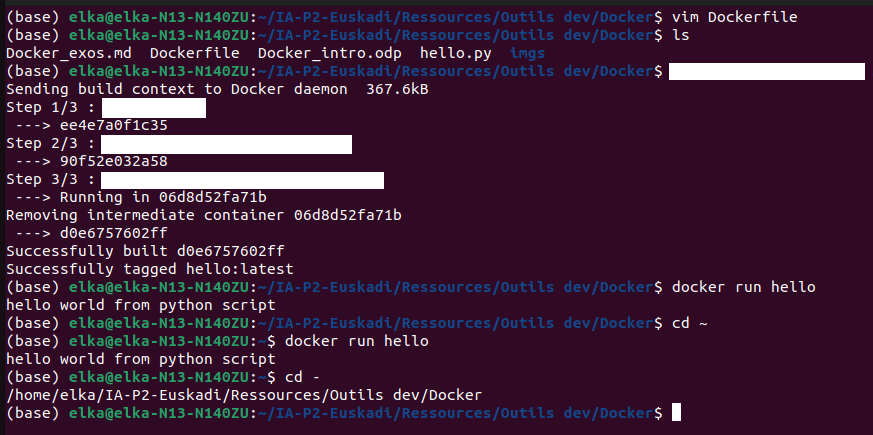 (base) elka@elka-N13-N140ZU:~/IA-P2-Euskadi/Ressources/Outils dev/Docker$ vim Dockerfile
(base) elka@elka-N13-N140ZU:~/IA-P2-Euskadi/Ressources/Outils dev/Docker$ ls
Docker_exos.md  Dockerfile  Docker_intro.odp  hello.py  imgs
(base) elka@elka-N13-N140ZU:~/IA-P2-Euskadi/Ressources/Outils dev/Docker$
Sending build context to Docker daemon  367.6kB
Step 1/3 :
 ---> ee4e7a0f1c35
Step 2/3 :
 ---> 90f52e032a58
Step 3/3 :
 ---> Running in 06d8d52fa71b
Removing intermediate container 06d8d52fa71b
 ---> d0e6757602ff
Successfully built d0e6757602ff
Successfully tagged hello:latest
(base) elka@elka-N13-N140ZU:~/IA-P2-Euskadi/Ressources/Outils dev/Docker$ docker run hello
hello world from python script
(base) elka@elka-N13-N140ZU:~/IA-P2-Euskadi/Ressources/Outils dev/Docker$ cd ~
(base) elka@elka-N13-N140ZU:~$ docker run hello
hello world from python script
(base) elka@elka-N13-N140ZU:~$ cd -
/home/elka/IA-P2-Euskadi/Ressources/Outils dev/Docker
(base) elka@elka-N13-N140ZU:~/IA-P2-Euskadi/Ressources/Outils dev/Docker$